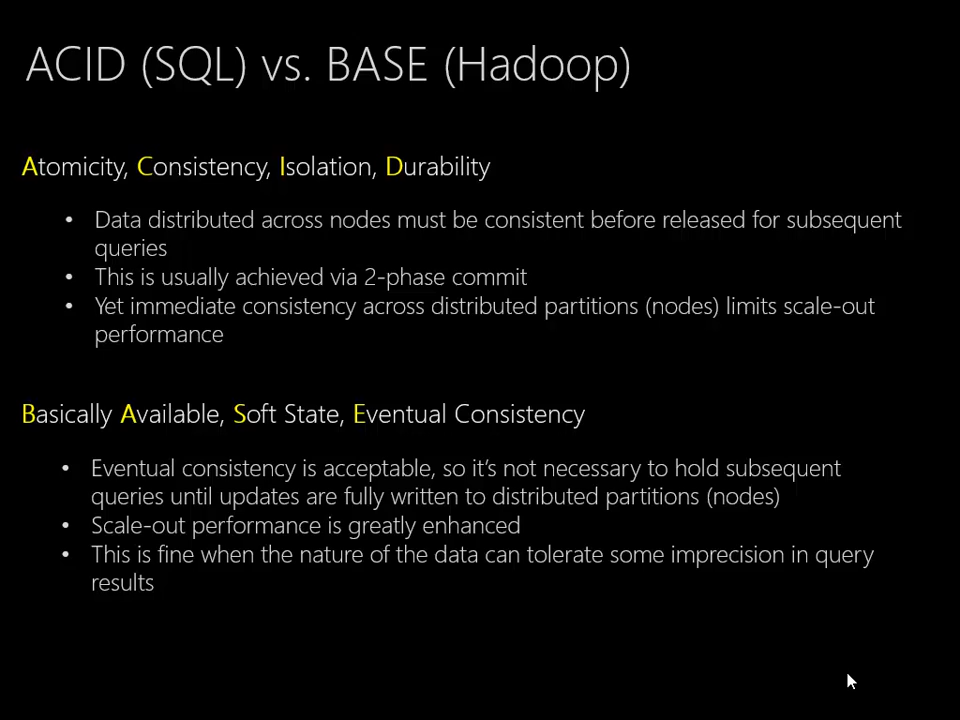 ACID (SQL) vs. BASE (Hadoop)
Atomicity, Consistency, Isolation, Durability
• Data distributed across nodes must be consistent before released for subsequent
queries
• This is usually achieved via 2-phase commit
• Yet immediate consistency across distributed partitions (nodes) limits scale-out
performance
Basically Available, Soft State, Eventual Consistency
• Eventual consistency is acceptable, so it's not necessary to hold subsequent
queries until updates are fully written to distributed partitions (nodes)
• Scale-out performance is greatly enhanced
• This is fine when the nature of the data can tolerate some imprecision in query
results